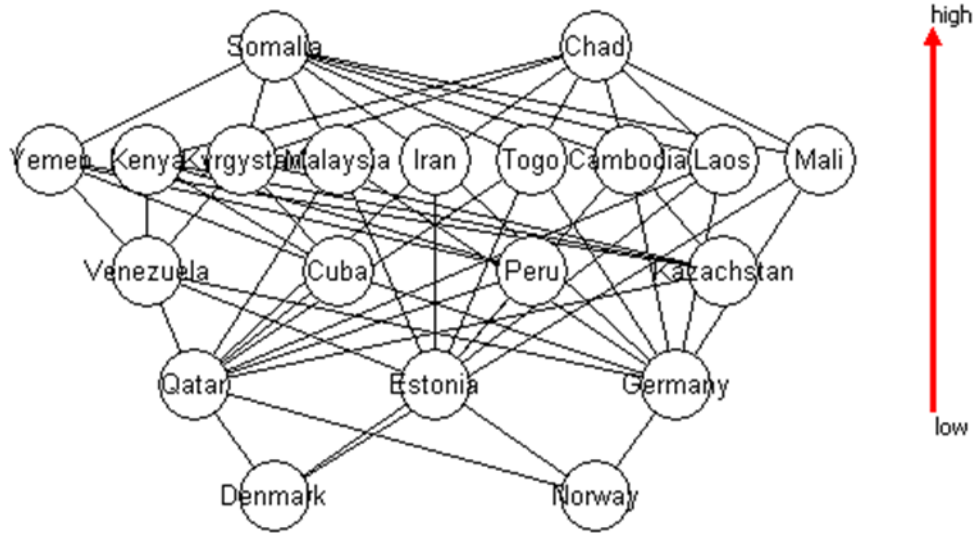 high
Somalia
Chad
Yemen
Kenya
Kyrgystan
Malaysia
Iran
Togo
Cambodia
Laos
Mali
Venezuela
Cuba
Peru
Kazachstan
Qatar
Estonia
Germany
low
Denmark
Norway